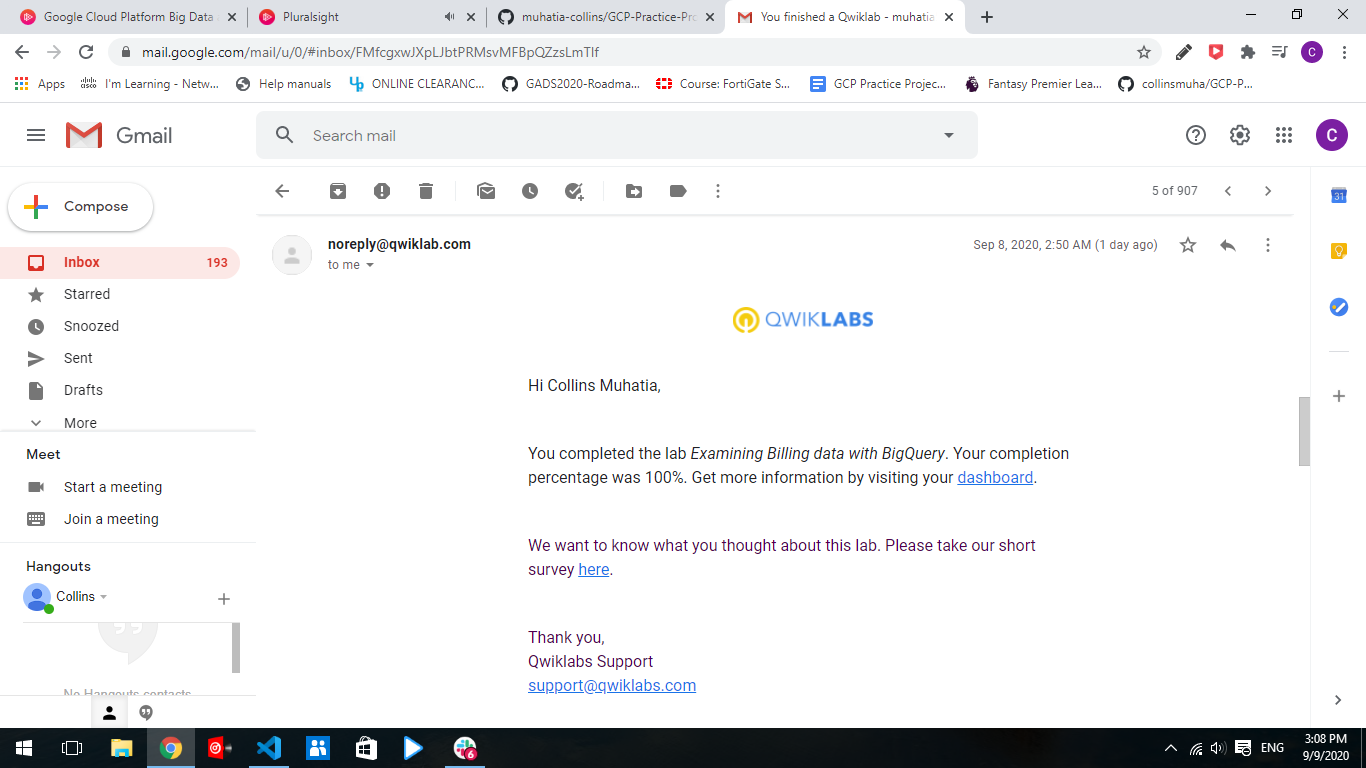 Google Cloud Platform Big Data
Pluralsight
muhatia-collins/GCP-Practice-Pro
You finished a Qwiklab - muhatia
mail.google.com/mail/u/0/#inbox/FMfcgxwJXpLJbtPRMsvMFBpQZzsLmTIf
C
Apps
I'm Learning - Netw...
Help manuals
ONLINE CLEARANC...
GADS2020-Roadma...
Course: FortiGate S...
GCP Practice Projec...
Fantasy Premier Lea...
collinsmuha/GCP-P...
Gmail
Search mail
C
Compose
5 of 907
31
Inbox 193
Starred
Snoozed
Sent
Drafts
More
noreply@qwiklab.com
Sep 8, 2020, 2:50 AM (1 day ago)
to me
QWIKLABS
Hi Collins Muhatia,
You completed the lab Examining Billing data with BigQuery. Your completion
percentage was 100%. Get more information by visiting your dashboard.
We want to know what you thought about this lab. Please take our short
survey here.
Thank you,
Qwiklabs Support
support@qwiklabs.com
Meet
Start a meeting
Join a meeting
Hangouts
Collins
No Hangouts contacts
6
ENG
3:08 PM
9/9/2020